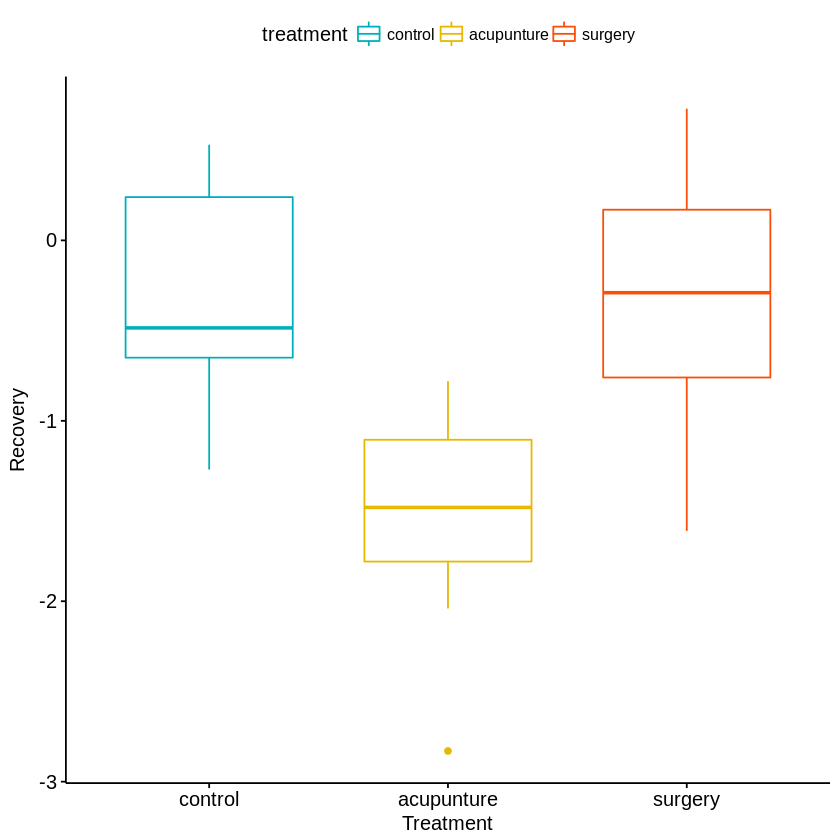 treatment control acupunture surgery
0
-1
-2
-3
Recovery
control acupunture surgery
Treatment